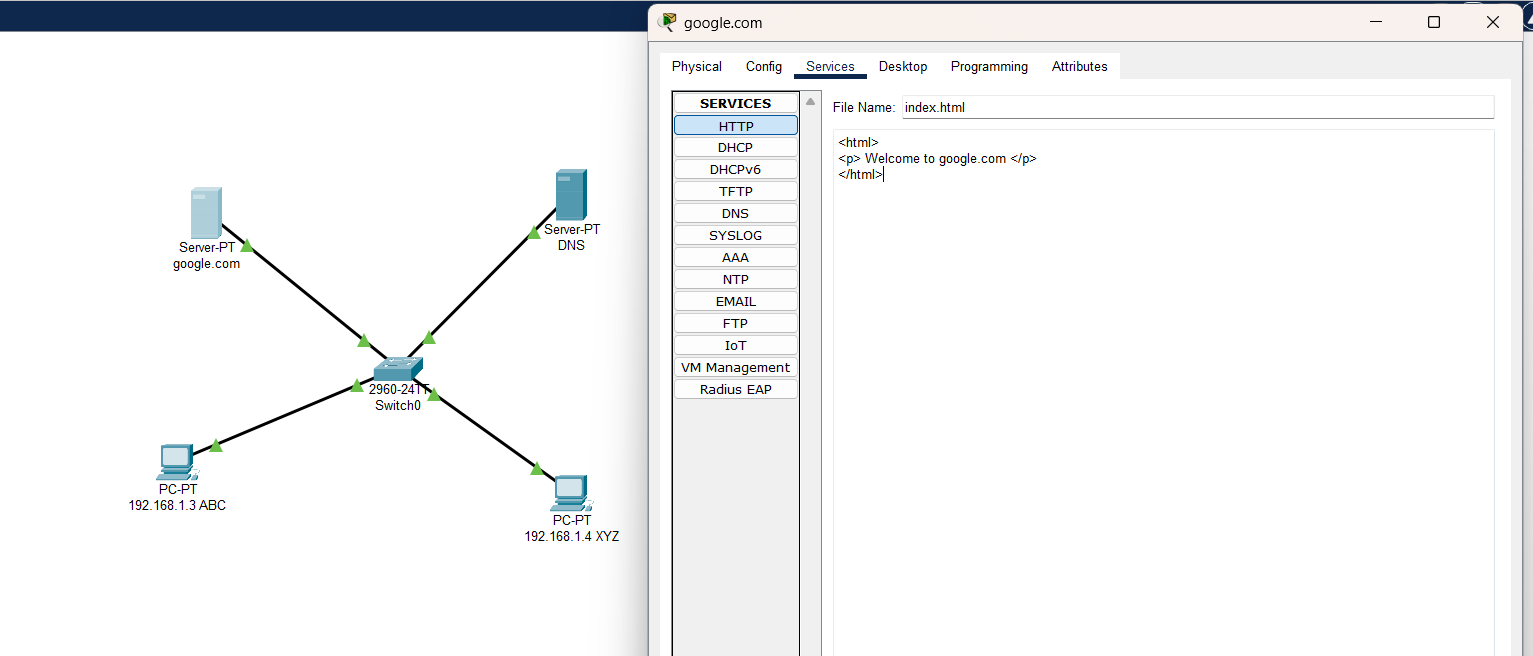 Server-PT
google.com
Server-PT
DNS
2960-24TT
Switch0
PC-PT
192.168.1.3 ABC
PC-PT
192.168.1.4 XYZ
google.com
Physical Config Services Desktop Programming Attributes
SERVICES
HTTP
DHCP
DHCPv6
TFTP
DNS
SYSLOG
AAA
NTP
EMAIL
FTP
IoT
VM Management
Radius EAP
File Name: index.html
<html>
<p> Welcome to google.com </p>
</html>